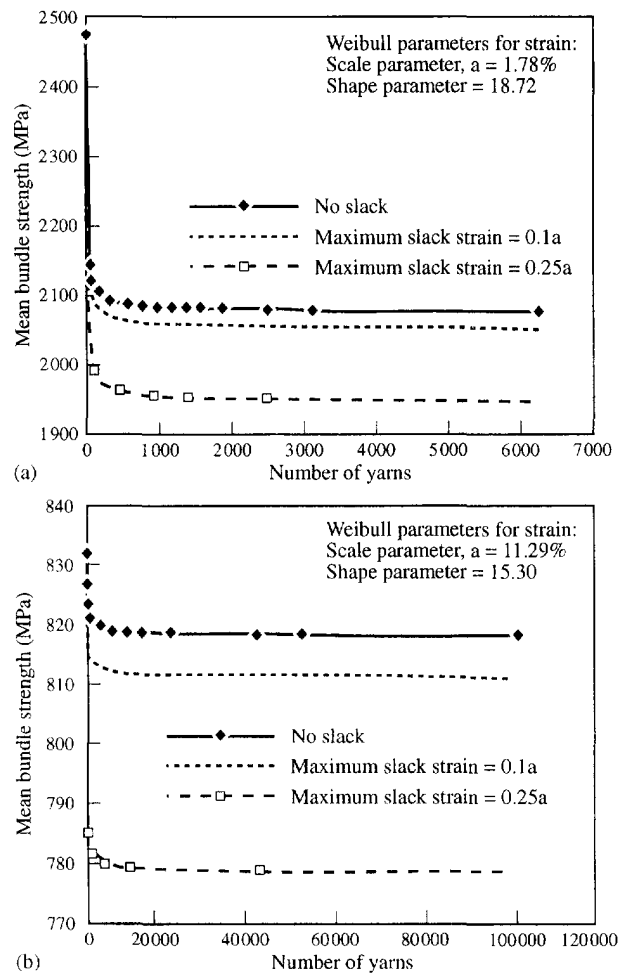 2500
2400
2300
2200
2100
2000
1900
Mean bundle strength (MPa)
Weibull parameters for strain:
Scale parameter, a = 1.78%
Shape parameter = 18.72
No slack
Maximum slack strain = 0.1a
Maximum slack strain = 0.25a
0 1000 2000 3000 4000 5000 6000 7000
(a) Number of yarns
840
830
820
810
800
790
780
770
Mean bundle strength (MPa)
Weibull parameters for strain:
Scale parameter, a = 11.29%
Shape parameter = 15.30
No slack
Maximum slack strain = 0.1a
Maximum slack strain = 0.25a
0 20000 40000 60000 80000 100000 120000
(b) Number of yarns